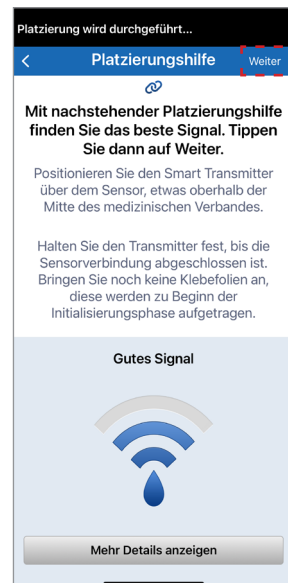 Platzierung wird durchgeführt...
Platzierungshilfe
Weiter
Mit nachstehender Platzierungshilfe
finden Sie das beste Signal. Tippen
Sie dann auf Weiter.
Positionieren Sie den Smart Transmitter
über dem Sensor, etwas oberhalb der
Mitte des medizinischen Verbandes.
Halten Sie den Transmitter fest, bis die
Sensorverbindung abgeschlossen ist.
Bringen Sie noch keine Klebefolien an,
diese werden zu Beginn der
Initialisierungsphase aufgetragen.
Gutes Signal
Mehr Details anzeigen